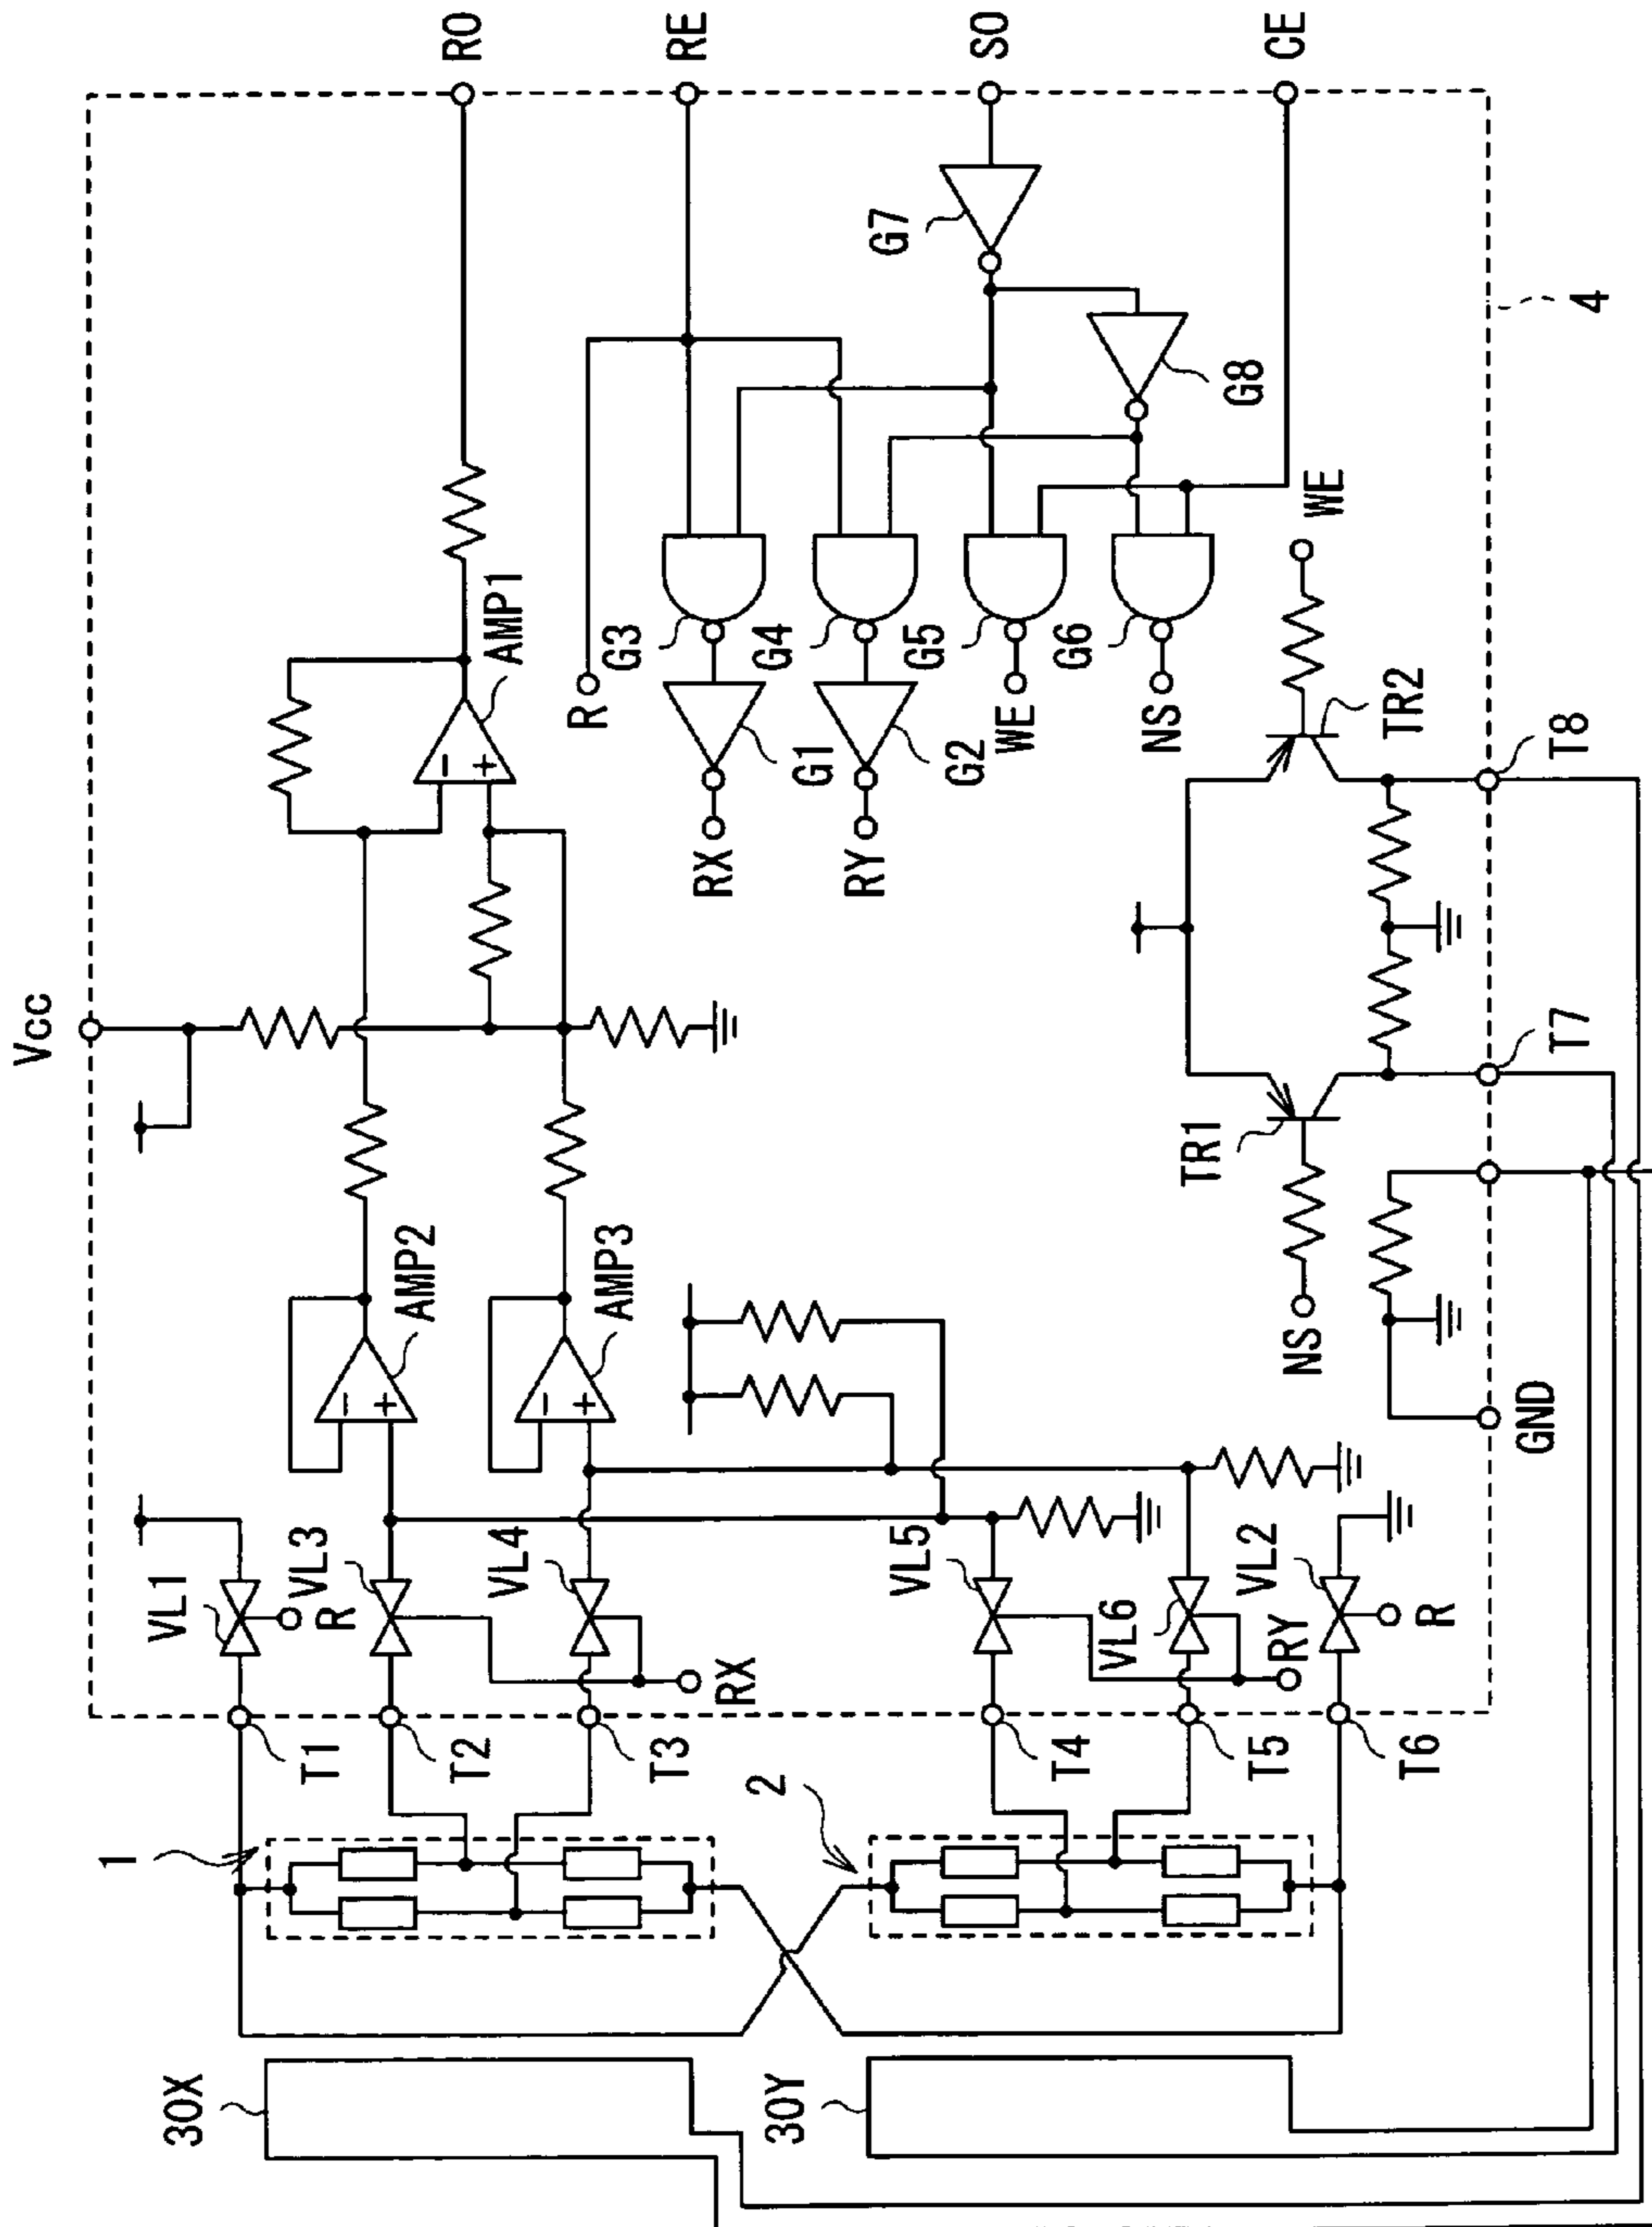 Vcc
RO
RE
SO
CE
AMP1
AMP2
AMP3
R
G3
G4
G5
G6
G7
G8
G1
G2
RX
RY
WE
NS
WE
TR2
TR1
NS
T8
T7
GND
4
VL1
R
VL3
VL4
RX
VL5
VL6
RY
VL2
R
T1
T2
T3
T4
T5
T6
1
2
30X
30Y